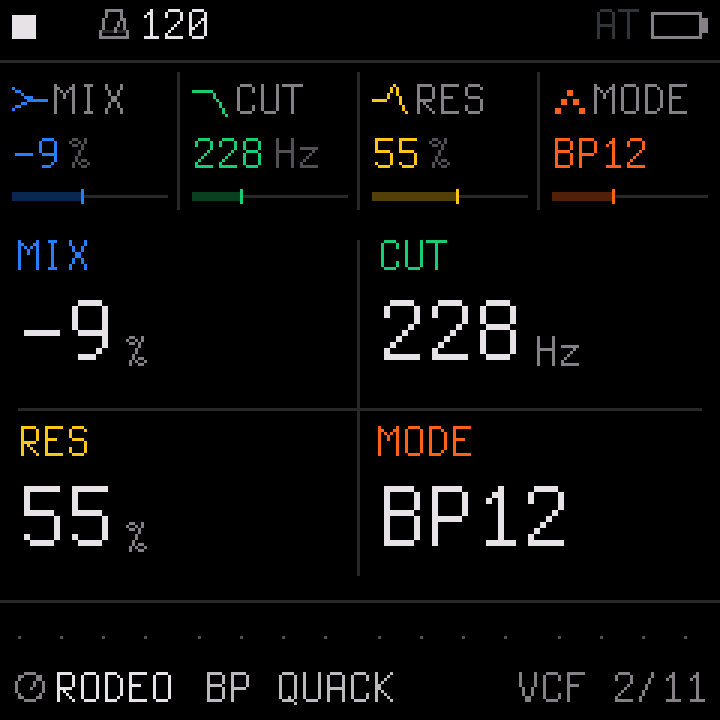 120 AT
MIX CUT RES MODE
-9 % 228 Hz 55 % BP12
MIX CUT
-9 % 228 Hz
RES MODE
55 % BP12
RODEO BP QUACK VCF 2/11